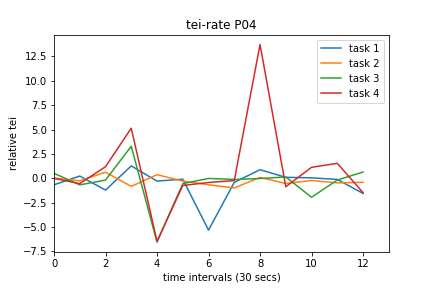 tei-rate P04
task 1
task 2
task 3
task 4
relative tei
12.5
10.0
7.5
5.0
2.5
0.0
−2.5
−5.0
−7.5
0 2 4 6 8 10 12
time intervals (30 secs)